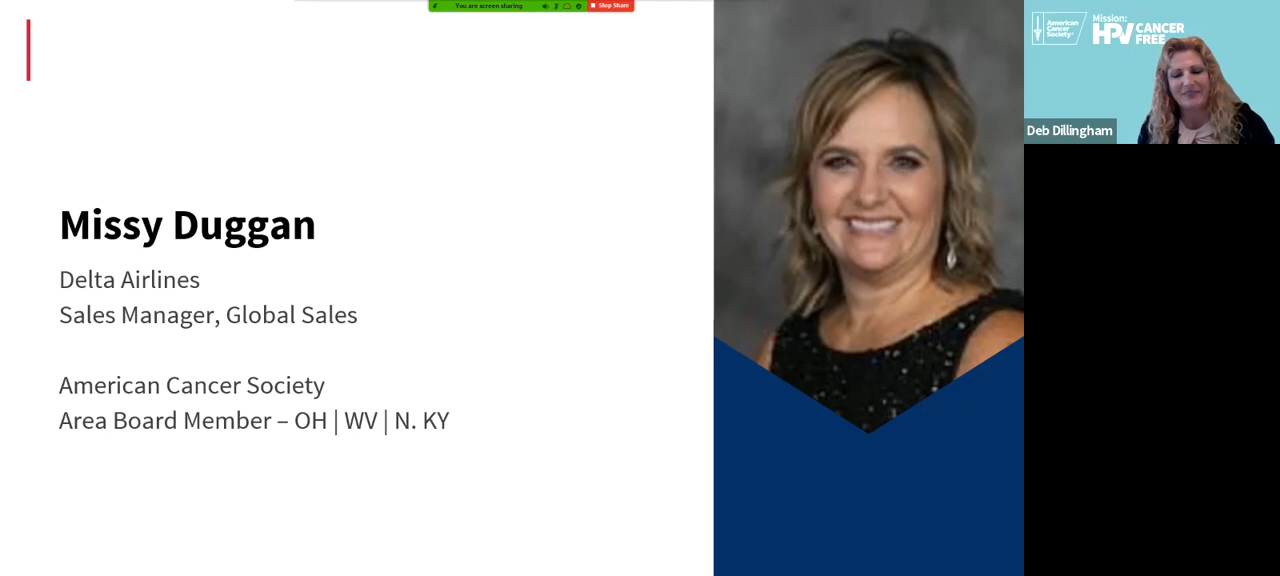 You are screen sharing
Stop Share
Missy Duggan
Delta Airlines
Sales Manager, Global Sales
American Cancer Society
Area Board Member – OH | WV | N. KY
American
Cancer
Society
Mission:
HPV CANCER
FREE
Deb Dillingham